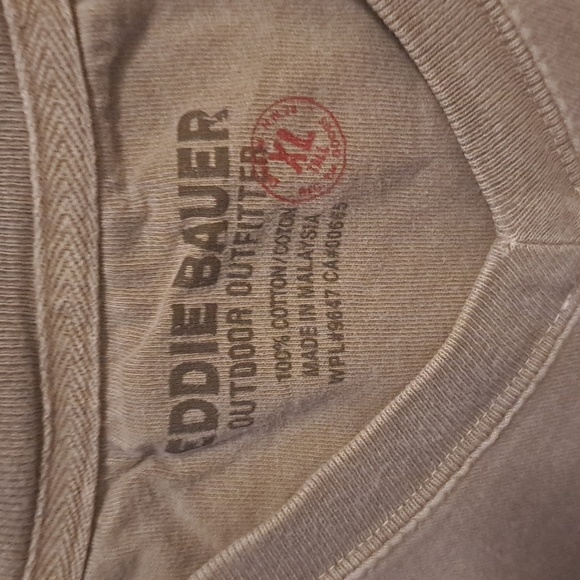 EDDIE BAUER
OUTDOOR OUTFITTER
XL
100% COTTON/COTON
MADE IN MALAYSIA
WPL#9647 CA#00665